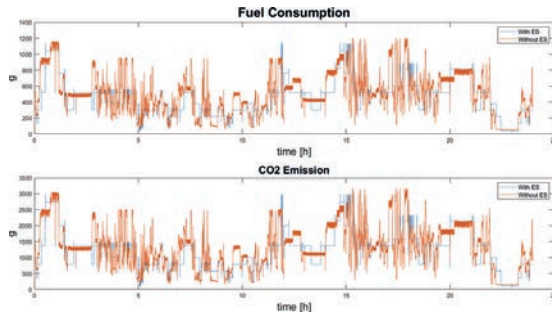 Fuel Consumption
1400
1200
1000
800
600
400
200
0
g
With ES
Without ES
0 5 10 15 20
time [h]
CO2 Emission
3500
3000
2500
2000
1500
1000
500
0
g
With ES
Without ES
0 5 10 15 20
time [h]